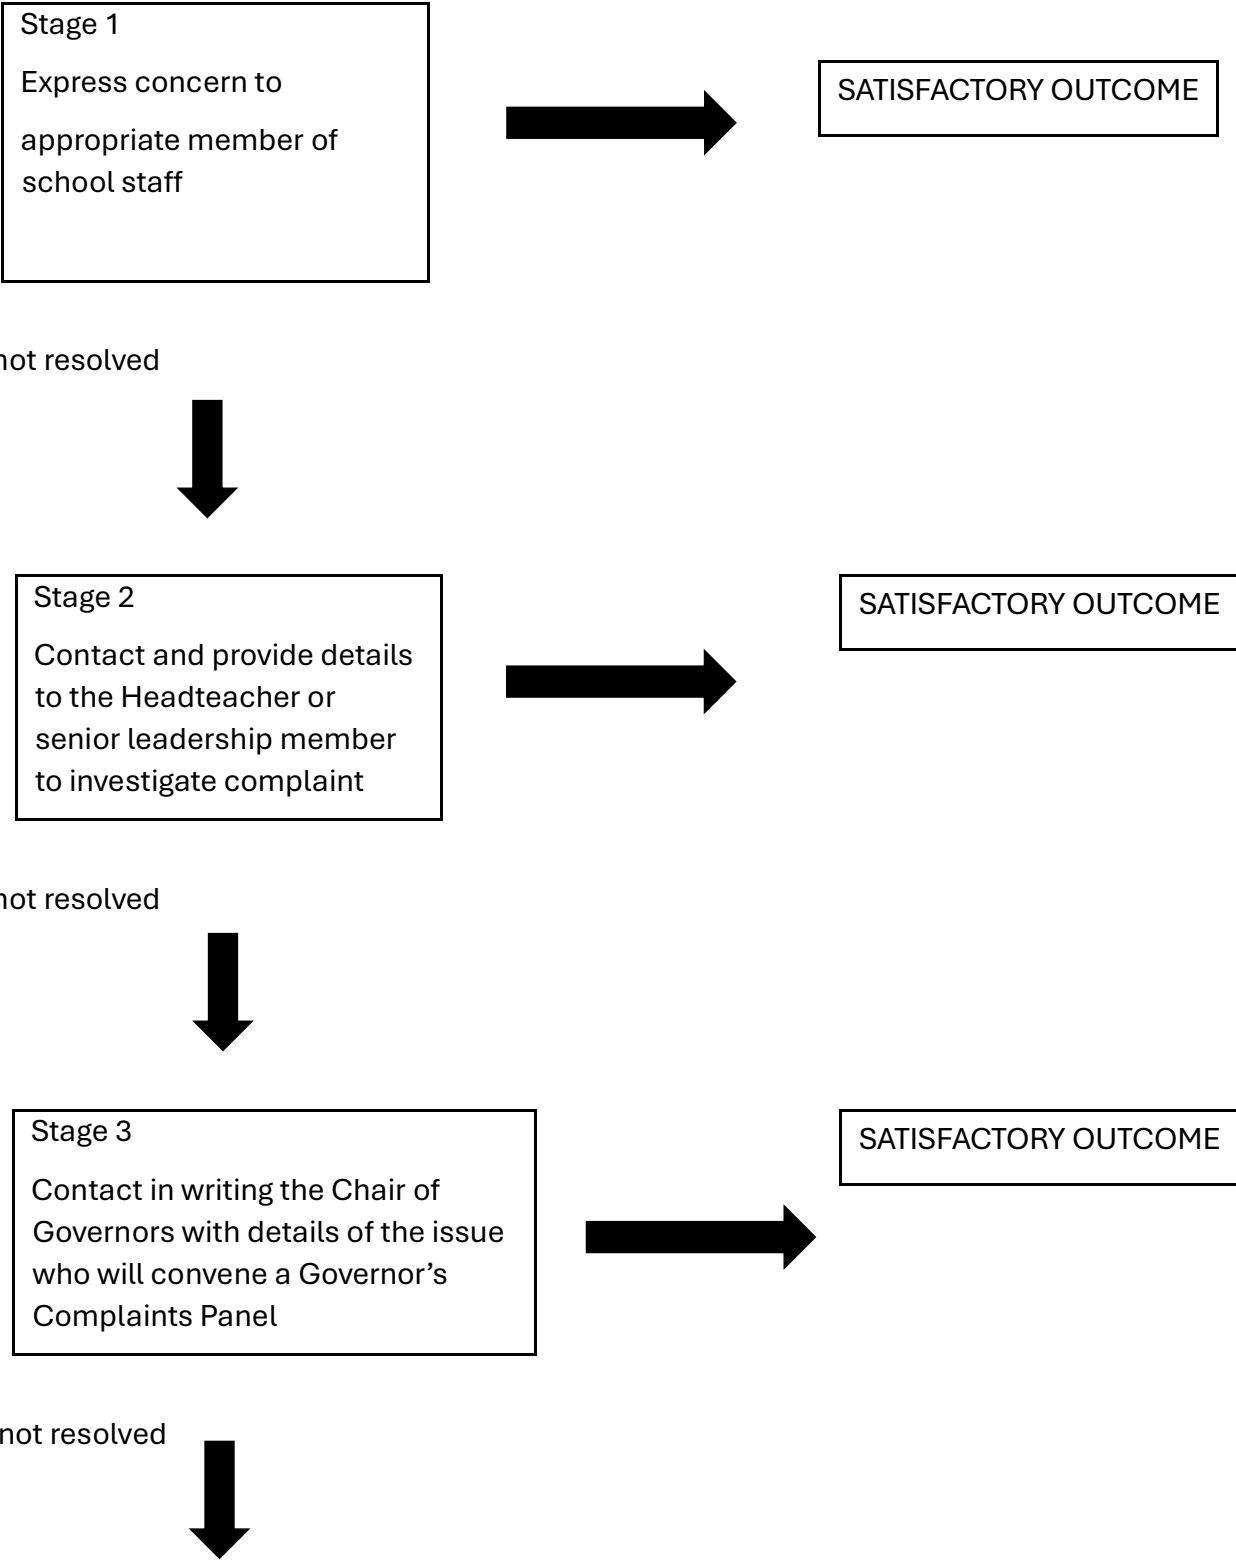 Stage 1
Express concern to
appropriate member of
school staff
SATISFACTORY OUTCOME
not resolved
Stage 2
Contact and provide details
to the Headteacher or
senior leadership member
to investigate complaint
SATISFACTORY OUTCOME
not resolved
Stage 3
Contact in writing the Chair of
Governors with details of the issue
who will convene a Governor’s
Complaints Panel
SATISFACTORY OUTCOME
not resolved